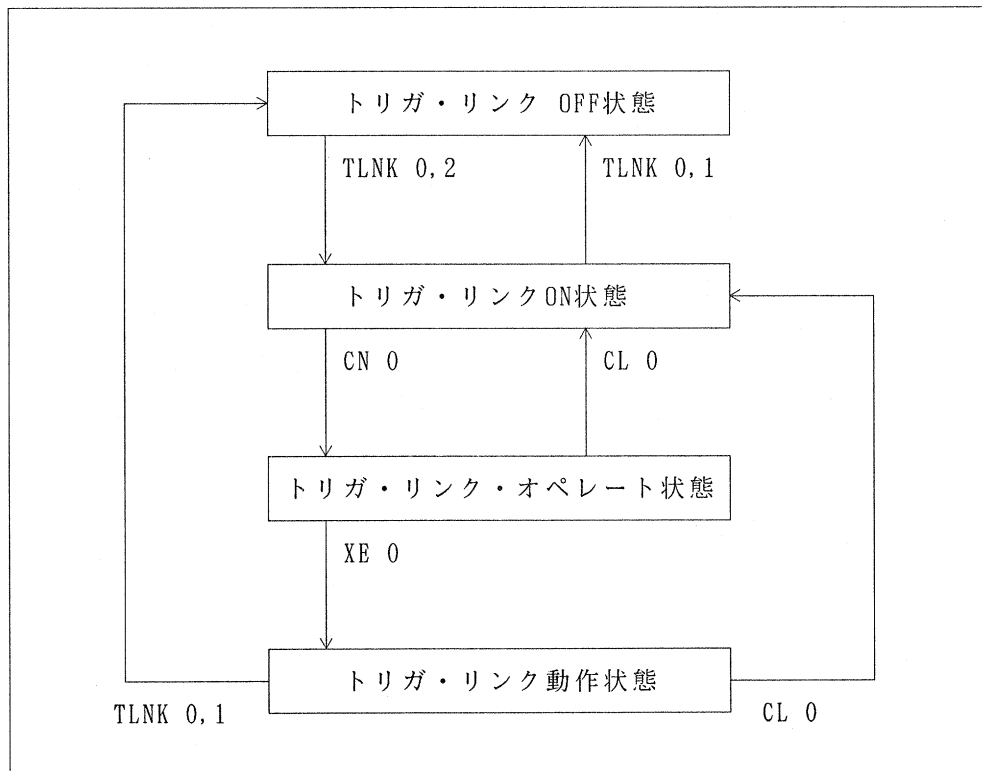 トリガ・リンク OFF状態
TLNK 0,2
TLNK 0,1
トリガ・リンクON状態
CN 0
CL 0
トリガ・リンク・オペレート状態
XE 0
トリガ・リンク動作状態
TLNK 0,1
CL 0